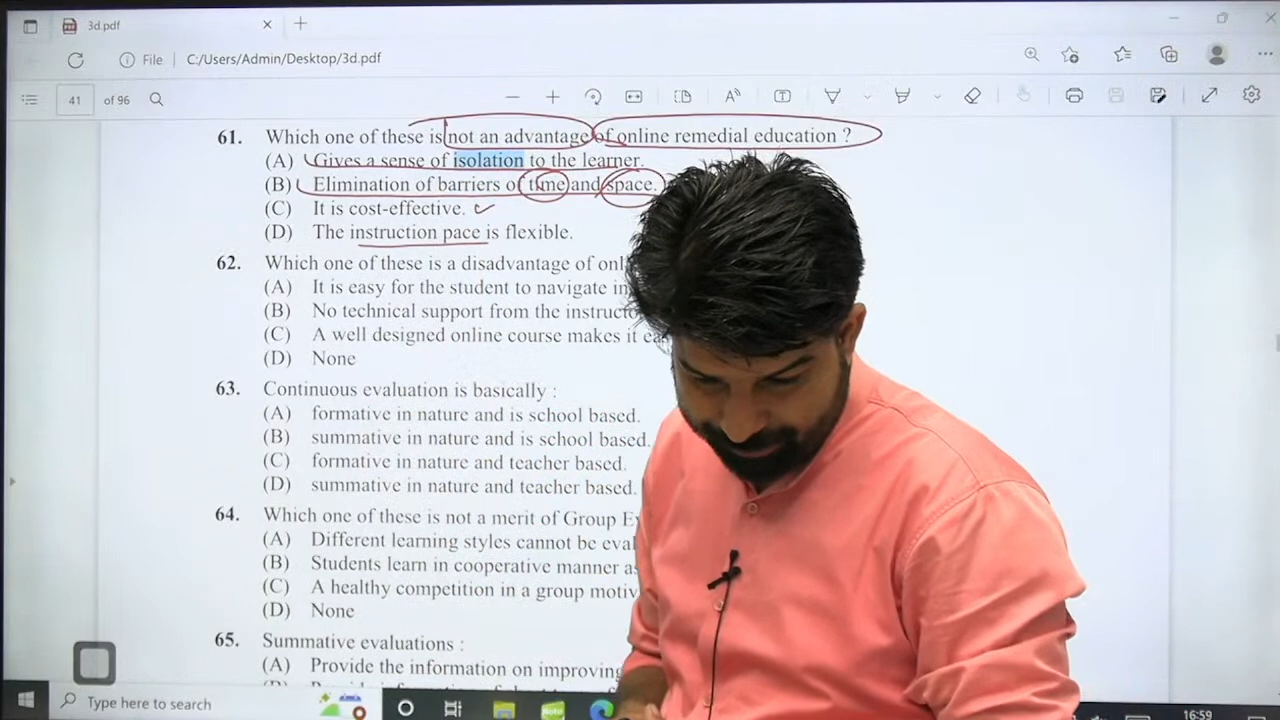 3d.pdf
File C:/Users/Admin/Desktop/3d.pdf
41 of 96
61. Which one of these is not an advantage of online remedial education ?
(A) Gives a sense of isolation to the learner.
(B) Elimination of barriers of time and space.
(C) It is cost-effective.
(D) The instruction pace is flexible.
62. Which one of these is a disadvantage of
(A) It is easy for the student to navigate
(B) No technical support from the
(C) A well designed online course makes it
(D) None
63. Continuous evaluation is basically :
(A) formative in nature and is school based.
(B) summative in nature and is school based.
(C) formative in nature and teacher based.
(D) summative in nature and teacher based.
64. Which one of these is not a merit of Group
(A) Different learning styles cannot be
(B) Students learn in cooperative manner
(C) A healthy competition in a group
(D) None
65. Summative evaluations :
(A) Provide the information on improving
Type here to search
16:59